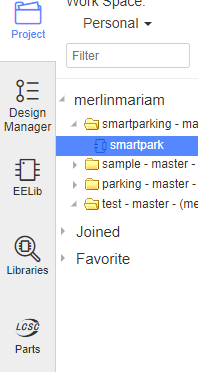 Work Space:
Project
Personal
Filter
Design
Manager
merlinmariam
smartparking - ma
smartpark
EELib
sample - master -
parking - master -
test - master - (me
Joined
Libraries
Favorite
LCSC
Parts